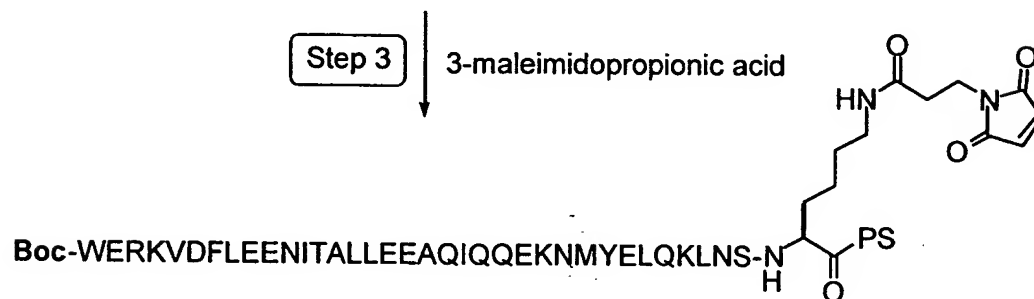 O
O
Step 3 3-maleimidopropionic acid
HN N
O
Boc-WERKVDFLEENITALLEEAQIQQEKNMYELQKLNS-N PS
H O